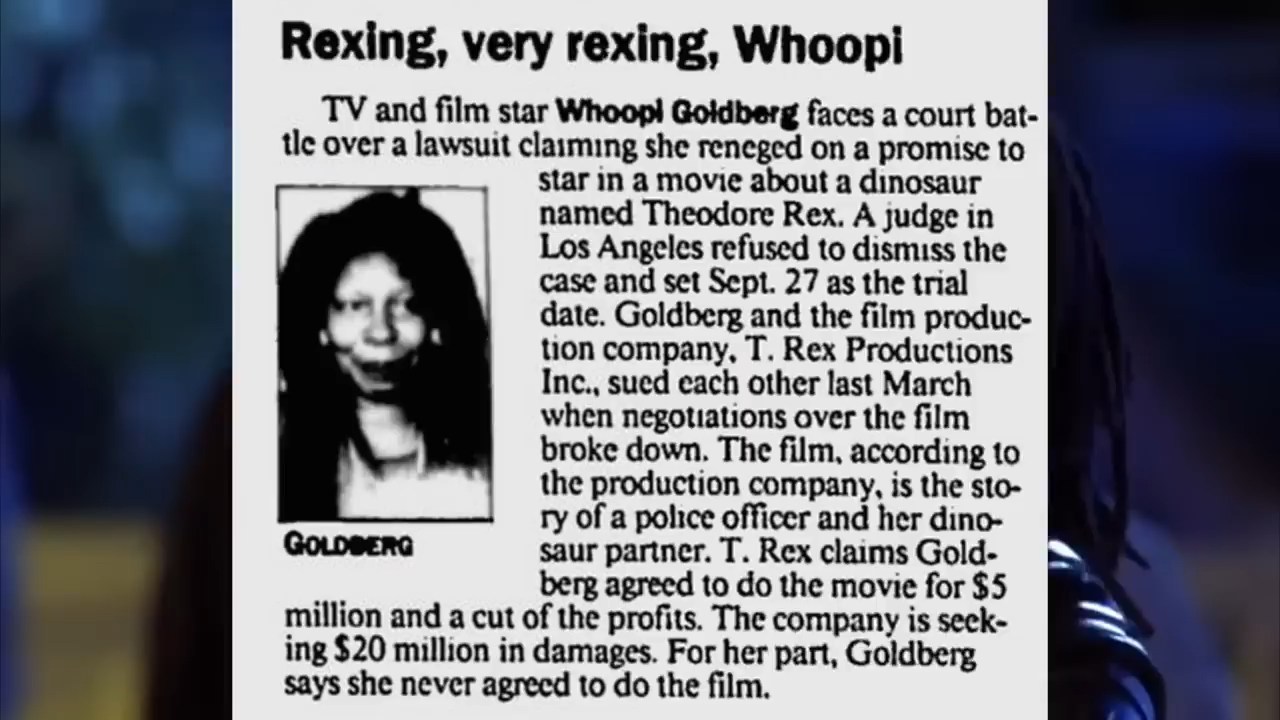 Rexing, very rexing, Whoopi
TV and film star Whoopi Goldberg faces a court bat-
tle over a lawsuit claiming she reneged on a promise to
star in a movie about a dinosaur
named Theodore Rex. A judge in
Los Angeles refused to dismiss the
case and set Sept. 27 as the trial
date. Goldberg and the film produc-
tion company, T. Rex Productions
Inc., sued each other last March
when negotiations over the film
broke down. The film, according to
the production company, is the sto-
ry of a police officer and her dino-
saur partner. T. Rex claims Gold-
berg agreed to do the movie for $5
million and a cut of the profits. The company is seek-
ing $20 million in damages. For her part, Goldberg
says she never agreed to do the film.
GOLDBERG